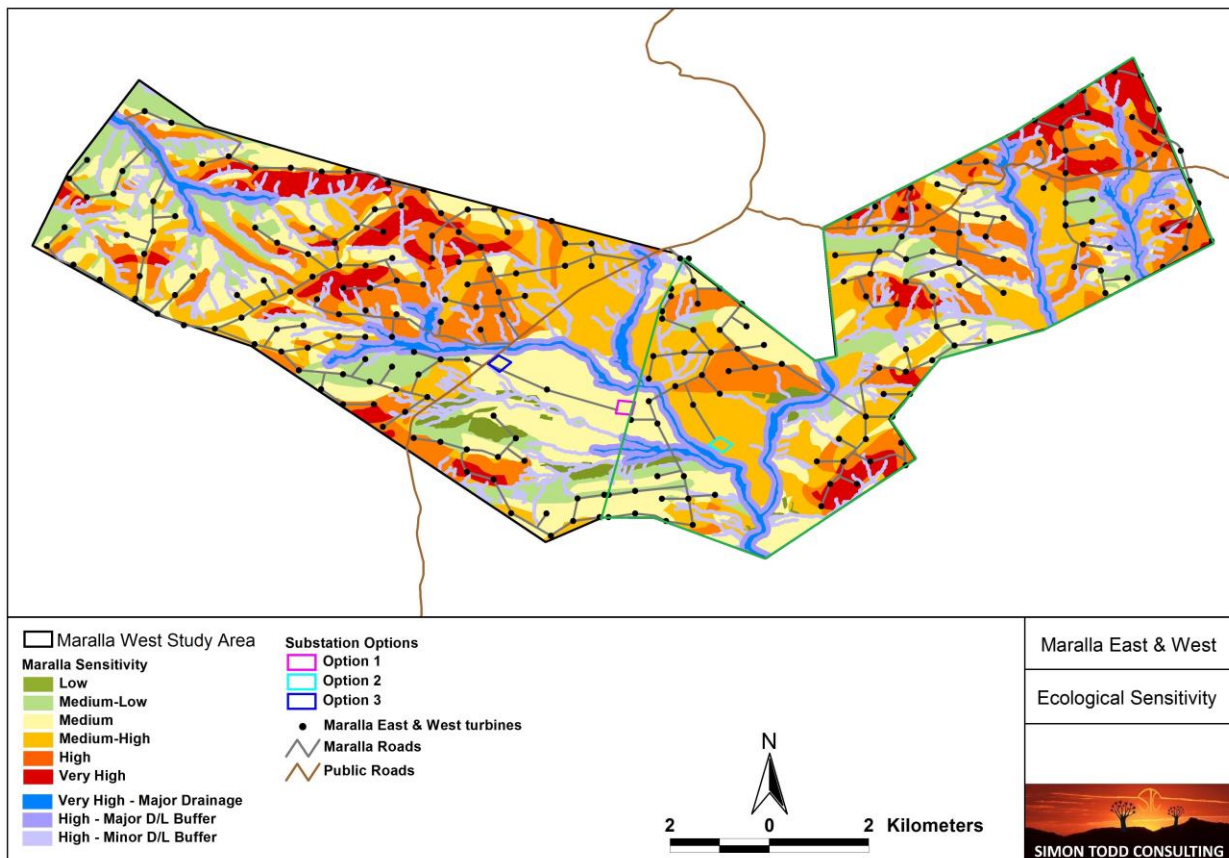 Maralla West Study Area
Maralla Sensitivity
Low
Medium-Low
Medium
Medium-High
High
Very High
Very High - Major Drainage
High - Major D/L Buffer
High - Minor D/L Buffer
Substation Options
Option 1
Option 2
Option 3
Maralla East & West turbines
Maralla Roads
Public Roads
N
2 0 2 Kilometers
Maralla East & West
Ecological Sensitivity
SIMON TODD CONSULTING